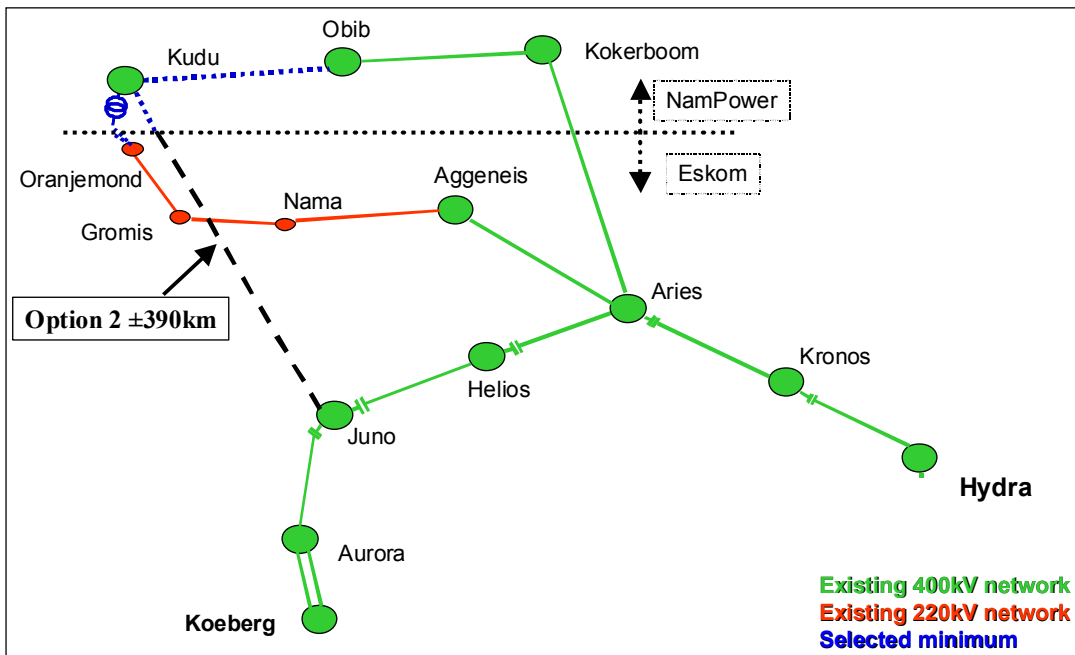 Obib
Kudu
Kokerboom
NamPower
Eskom
Oranjemond
Aggeneis
Nama
Gromis
Option 2 ±390km
Aries
Kronos
Helios
Juno
Hydra
Aurora
Koeberg
Existing 400kV network
Existing 220kV network
Selected minimum